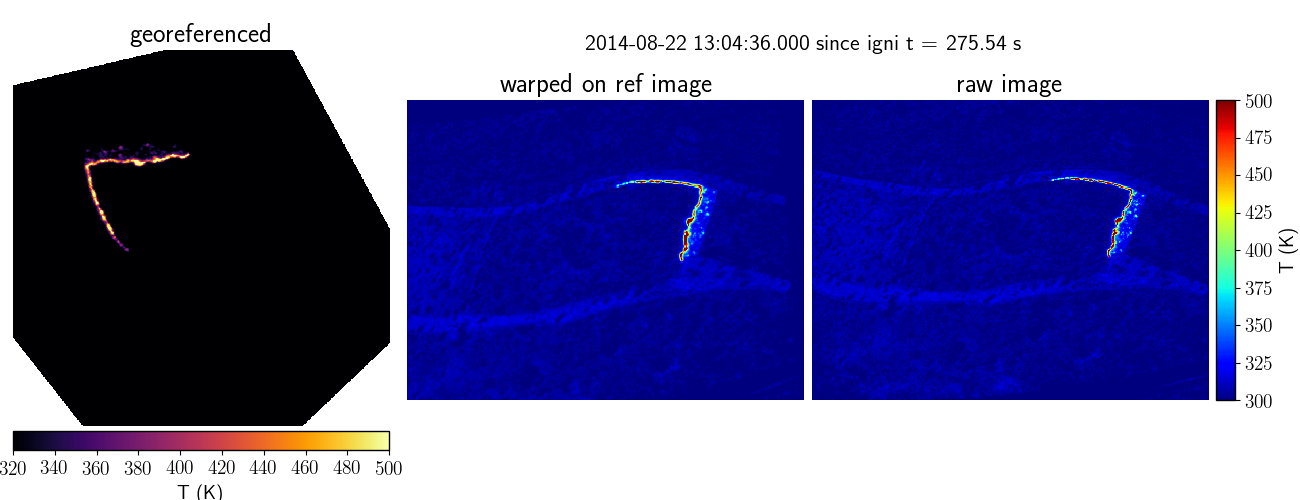 georeferenced
2014-08-22 13:04:36.000 since igni t = 275.54 s
warped on ref image
raw image
500
475
450
425
400
375
350
325
300
T (K)
320 340 360 380 400 420 440 460 480 500
T (K)